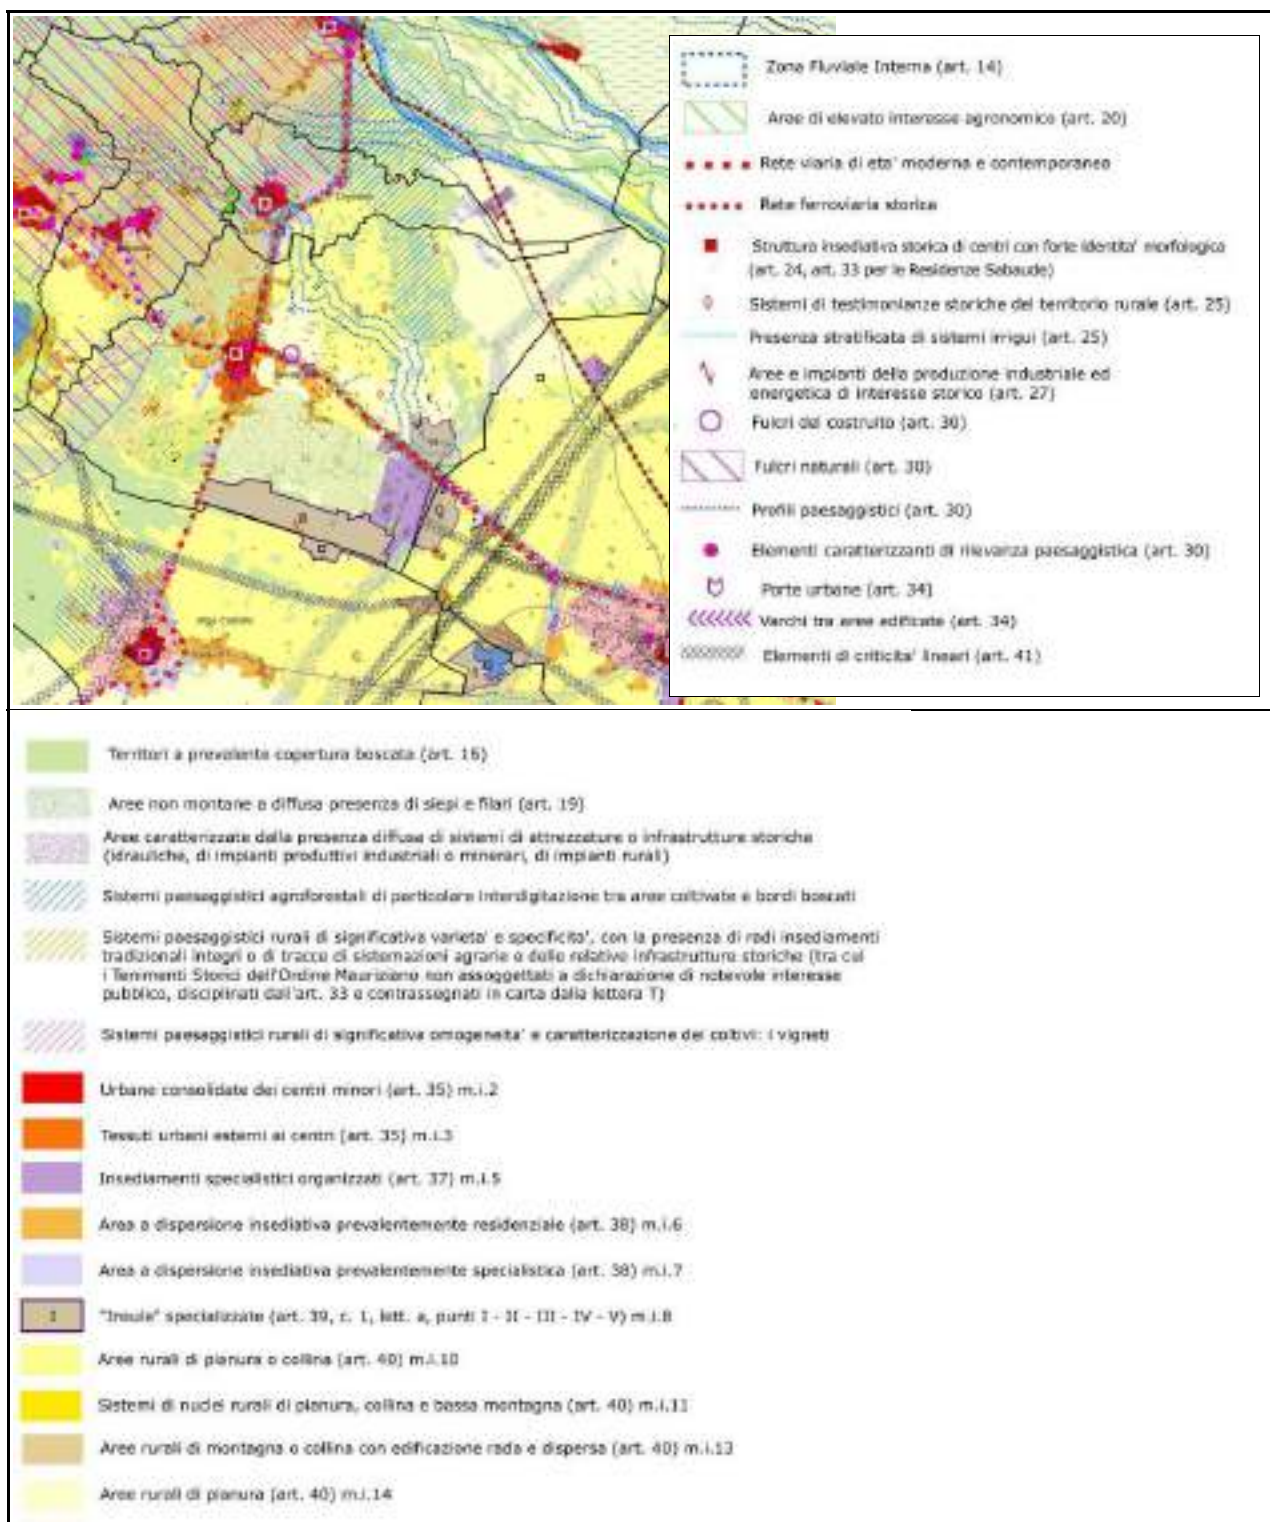 Zona Fluviale Interna (art. 14)
Aree di elevato interesse agronomico (art. 20)
Rete viaria di eta' moderna e contemporanea
Rete ferroviaria storica
Struttura insediativa storica di centri con forte identita' morfologica
(art. 24, art. 33 per le Residenze Sabaude)
Sistemi di testimonianze storiche del territorio rurale (art. 25)
Presenza stratificata di sistemi irrigui (art. 25)
Aree e impianti della produzione industriale ed
energetica di interesse storico (art. 27)
Fulcri del costruito (art. 30)
Fulcri naturali (art. 30)
Profili paesaggistici (art. 30)
Elementi caratterizzanti di rilevanza paesaggistica (art. 30)
Porte urbane (art. 34)
Varchi tra aree edificate (art. 34)
Elementi di criticita' lineari (art. 41)
Territori a prevalente copertura boscata (art. 16)
Aree non montane a diffusa presenza di siepi e filari (art. 19)
Aree caratterizzate dalla presenza diffusa di sistemi di attrezzature o infrastrutture storiche
(idrauliche, di impianti produttivi industriali o minerari, di impianti rurali)
Sistemi paesaggistici agroforestali di particolare interdigitazione tra aree coltivate e bordi boscati
Sistemi paesaggistici rurali di significativa varieta' e specificita', con la presenza di radi insediamenti
tradizionali integri o di tracce di sistemazioni agrarie e delle relative infrastrutture storiche (tra cui
i Tenimenti Storici dell'Ordine Mauriziano non assoggettati a dichiarazione di notevole interesse
pubblico, disciplinati dall'art. 33 e contrassegnati in carta dalla lettera T)
Sistemi paesaggistici rurali di significativa omogeneita' e caratterizzazione dei coltivi: i vigneti
Urbane consolidate dei centri minori (art. 35) m.i.2
Tessuti urbani esterni ai centri (art. 35) m.i.3
Insediamenti specialistici organizzati (art. 37) m.i.5
Area a dispersione insediativa prevalentemente residenziale (art. 38) m.i.6
Area a dispersione insediativa prevalentemente specialistica (art. 38) m.i.7
I "Insule" specializzate (art. 39, c. 1, lett. a, punti I - II - III - IV - V) m.i.8
Aree rurali di pianura o collina (art. 40) m.i.10
Sistemi di nuclei rurali di pianura, collina e bassa montagna (art. 40) m.i.11
Aree rurali di montagna o collina con edificazione rada e dispersa (art. 40) m.i.13
Aree rurali di pianura (art. 40) m.i.14